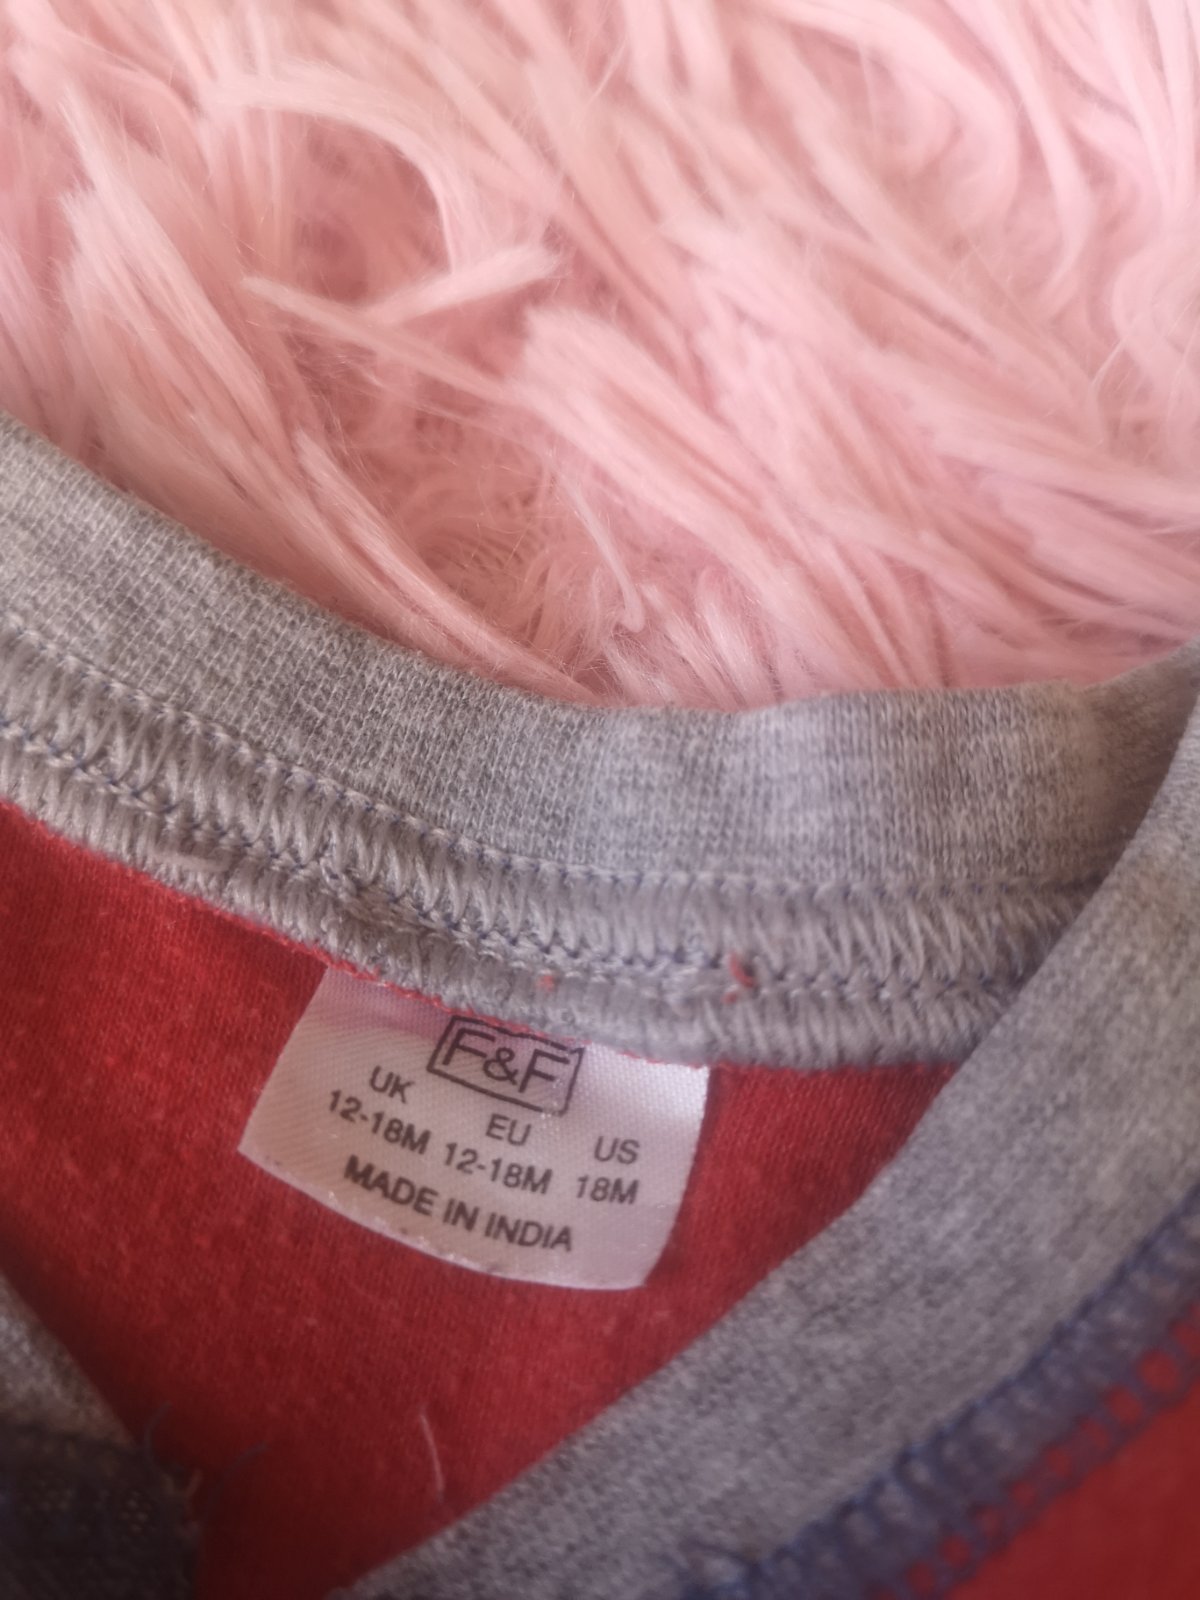 F&F
UK EU US
12-18M 12-18M 18M
MADE IN INDIA